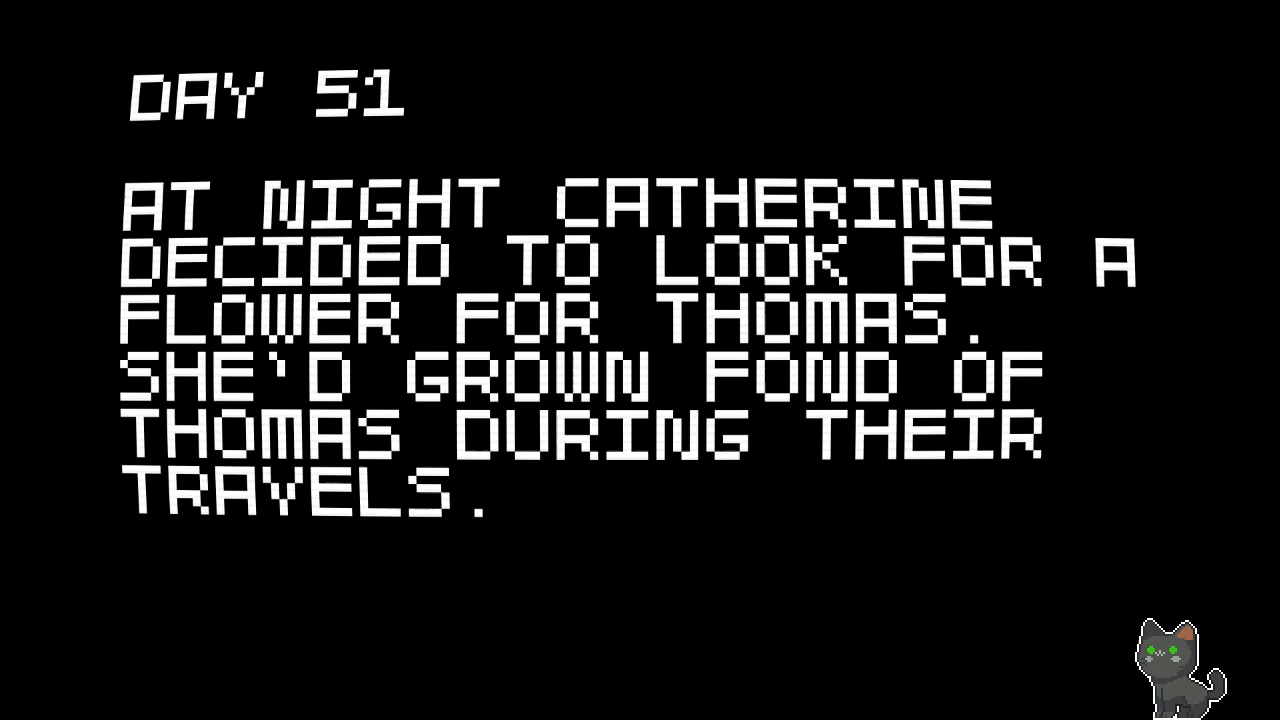 DAY 51
AT NIGHT CATHERINE
DECIDED TO LOOK FOR A
FLOWER FOR THOMAS.
SHE'D GROWN FOND OF
THOMAS DURING THEIR
TRAVELS.